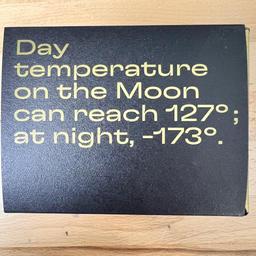 Day
temperature
on the Moon
can reach 127°;
at night, -173°.